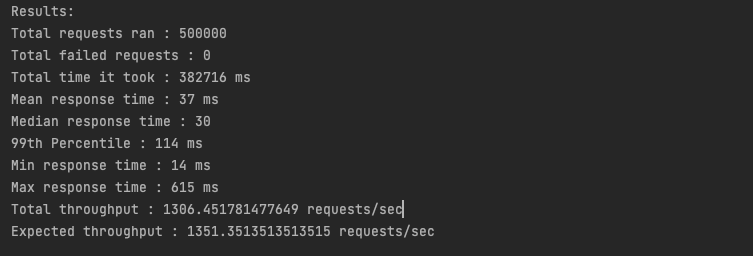 Results:
Total requests ran : 500000
Total failed requests : 0
Total time it took : 382716 ms
Mean response time : 37 ms
Median response time : 30
99th Percentile : 114 ms
Min response time : 14 ms
Max response time : 615 ms
Total throughput : 1306.451781477649 requests/sec
Expected throughput : 1351.3513513513515 requests/sec